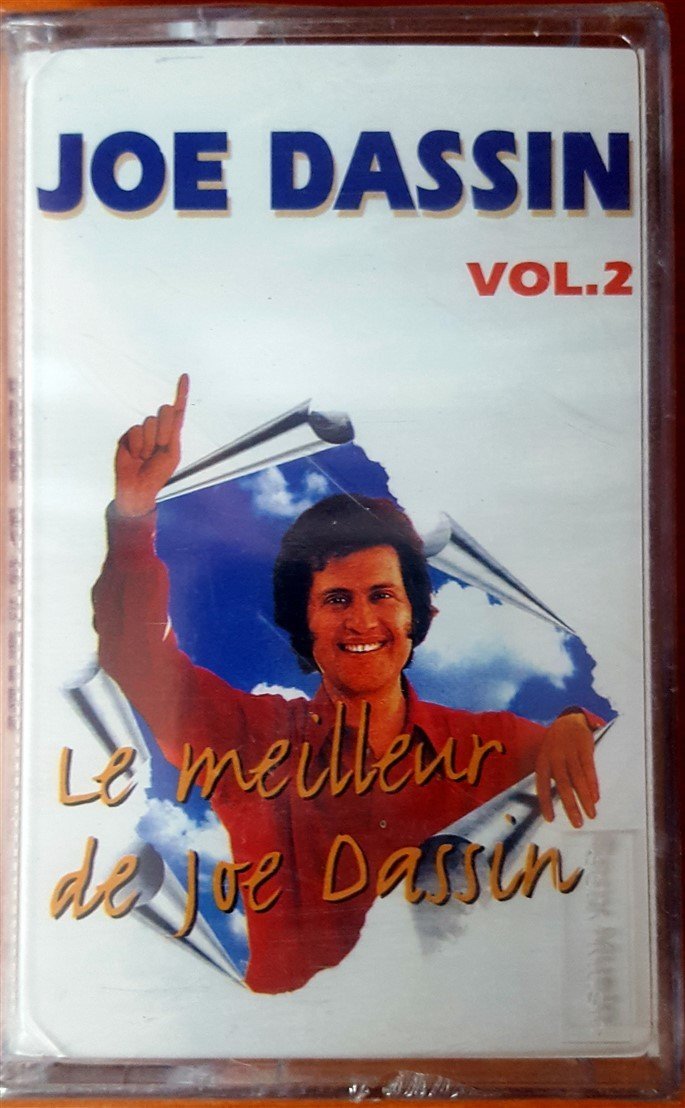 JOE DASSIN
VOL.2
Le meilleur
de Joe Dassin